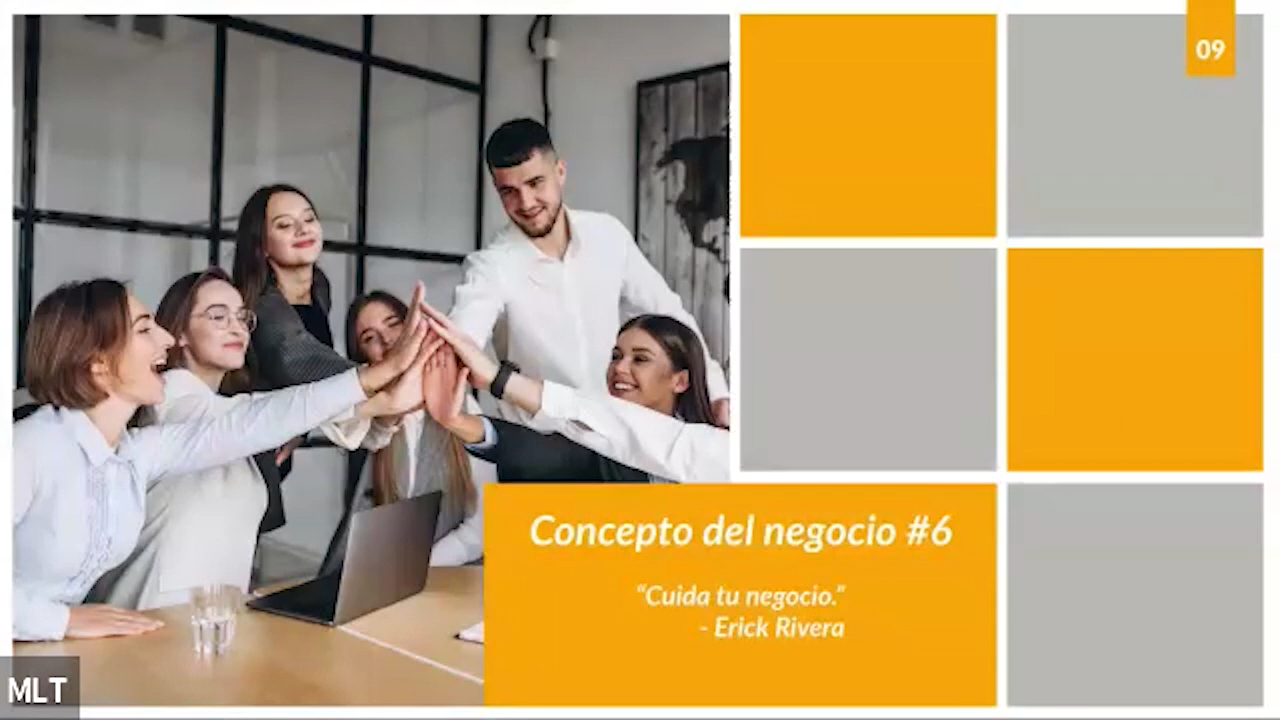 09
Concepto del negocio #6
“Cuida tu negocio.”
- Erick Rivera
MLT